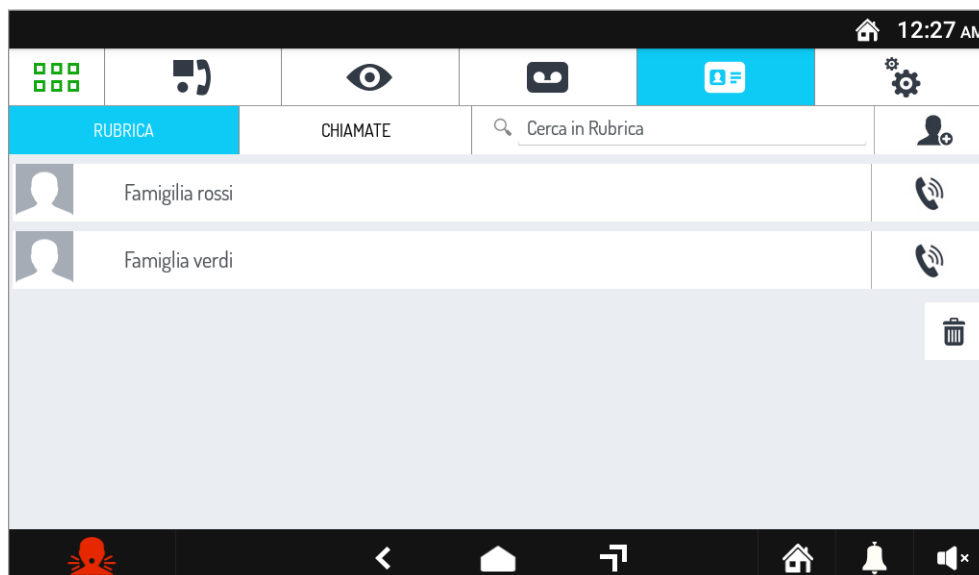 12:27 AM
RUBRICA
CHIAMATE
Cerca in Rubrica
Famigilia rossi
Famiglia verdi